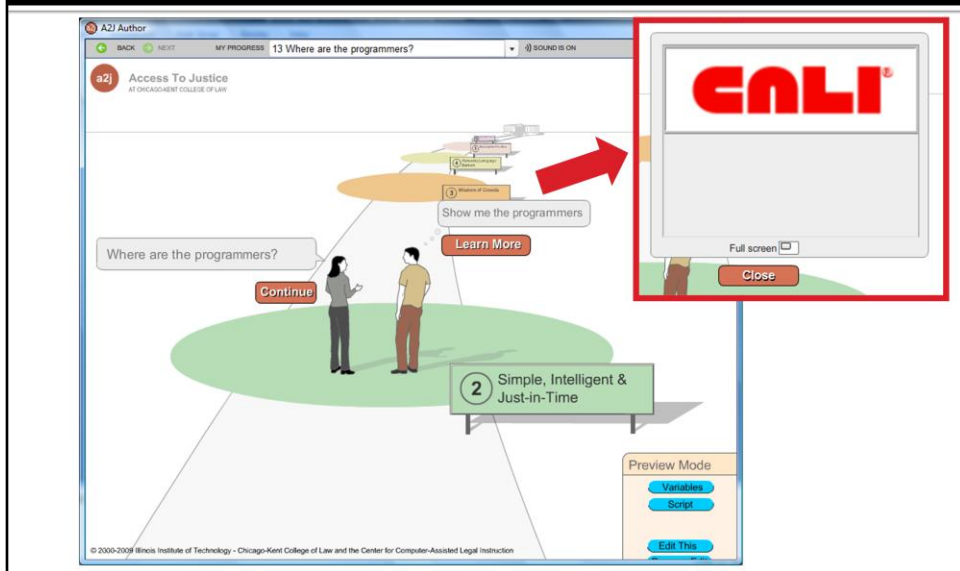 A2J Author
BACK NEXT MY PROGRESS 13 Where are the programmers? SOUND IS ON
a2j Access To Justice
AT CHICAGO-KENT COLLEGE OF LAW
CALI®
4
3
Show me the programmers
Learn More
Where are the programmers?
Continue
Full screen
Close
2 Simple, Intelligent &
Just-in-Time
Preview Mode
Variables
Script
Edit This
© 2000-2009 Illinois Institute of Technology - Chicago-Kent College of Law and the Center for Computer-Assisted Legal Instruction